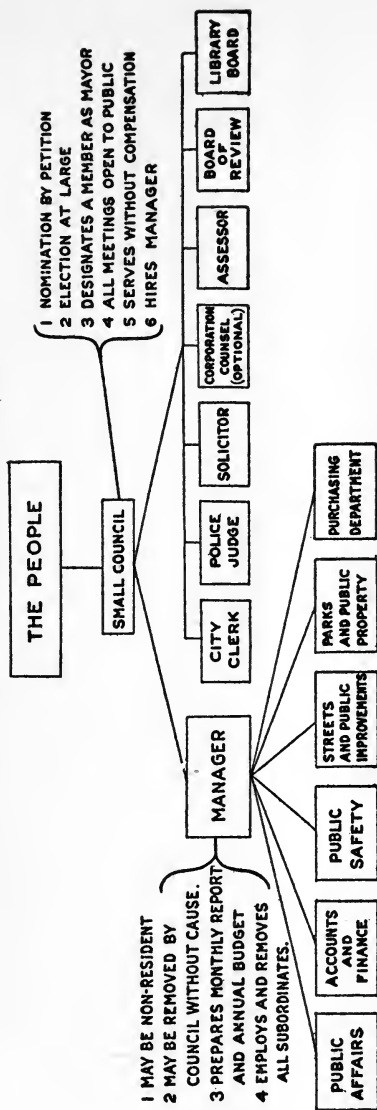 THE PEOPLE
SMALL COUNCIL
1 NOMINATION BY PETITION
2 ELECTION AT LARGE
3 DESIGNATES A MEMBER AS MAYOR
4 ALL MEETINGS OPEN TO PUBLIC
5 SERVES WITHOUT COMPENSATION
6 HIRES MANAGER
1 MAY BE NON-RESIDENT
2 MAY BE REMOVED BY
COUNCIL WITHOUT CAUSE.
3 PREPARES MONTHLY REPORT
AND ANNUAL BUDGET
4 EMPLOYS AND REMOVES
ALL SUBORDINATES.
MANAGER
CITY
CLERK
POLICE
JUDGE
SOLICITOR
CORPORATION
COUNSEL
(OPTIONAL)
ASSESSOR
BOARD
OF
REVIEW
LIBRARY
BOARD
PUBLIC
AFFAIRS
ACCOUNTS
AND
FINANCE
PUBLIC
SAFETY
STREETS
AND PUBLIC
IMPROVEMENTS
PARKS
AND PUBLIC
PROPERTY
PURCHASING
DEPARTMENT